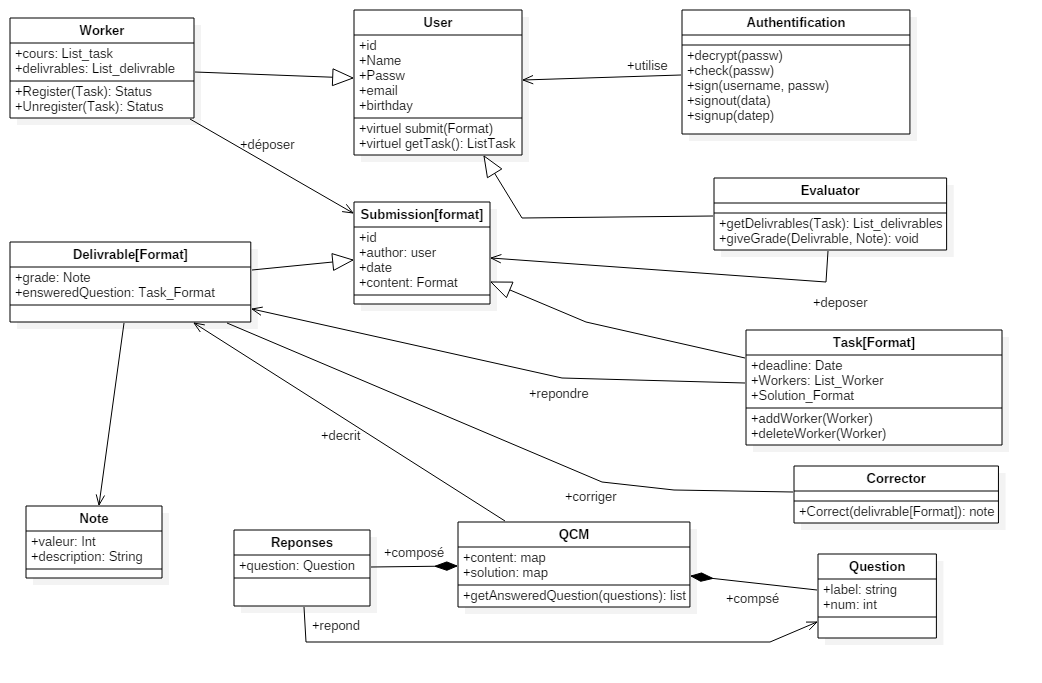 Worker
+cours: List_task
+delivrables: List_delivrable
+Register(Task): Status
+Unregister(Task): Status
User
+id
+Name
+Passw
+email
+birthday
+virtuel submit(Format)
+virtuel getTask(): ListTask
+utilise
Authentification
+decrypt(passw)
+check(passw)
+sign(username, passw)
+signout(data)
+signup(datep)
+déposer
Evaluator
+getDelivrables(Task): List_delivrables
+giveGrade(Delivrable, Note): void
Submission[format]
+id
+author: user
+date
+content: Format
Delivrable[Format]
+grade: Note
+ensweredQuestion: Task_Format
+deposer
Task[Format]
+deadline: Date
+Workers: List_Worker
+Solution_Format
+addWorker(Worker)
+deleteWorker(Worker)
+repondre
+decrit
+corriger
Corrector
+Correct(delivrable[Format]): note
Note
+valeur: Int
+description: String
Reponses
+question: Question
+composé
QCM
+content: map
+solution: map
+getAnsweredQuestion(questions): list
+compsé
Question
+label: string
+num: int
+repond